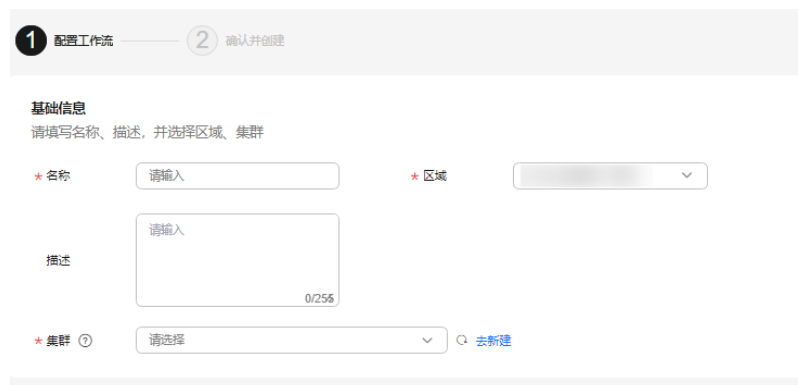 1 配置工作流 2 确认并创建
基础信息
请填写名称、描述，并选择区域、集群
* 名称 请输入 * 区域
请输入
描述
0/255
* 集群 ? 请选择 去新建